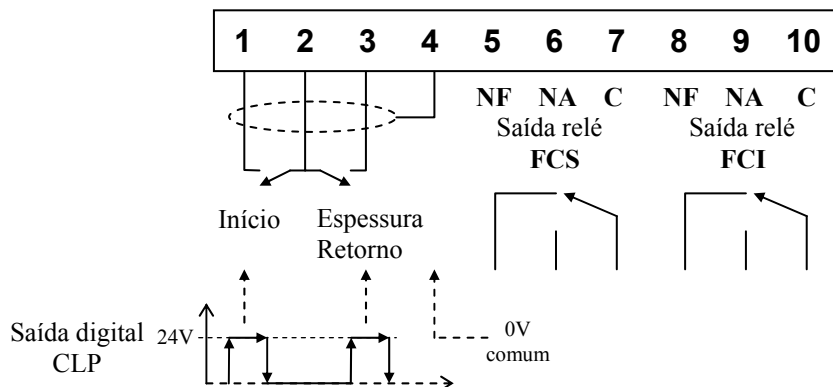 1 2 3 4 5 6 7 8 9 10
NF NA C NF NA C
Saída relé Saída relé
FCS FCI
Início Espessura
Retorno
Saída digital 24V 0V
CLP comum